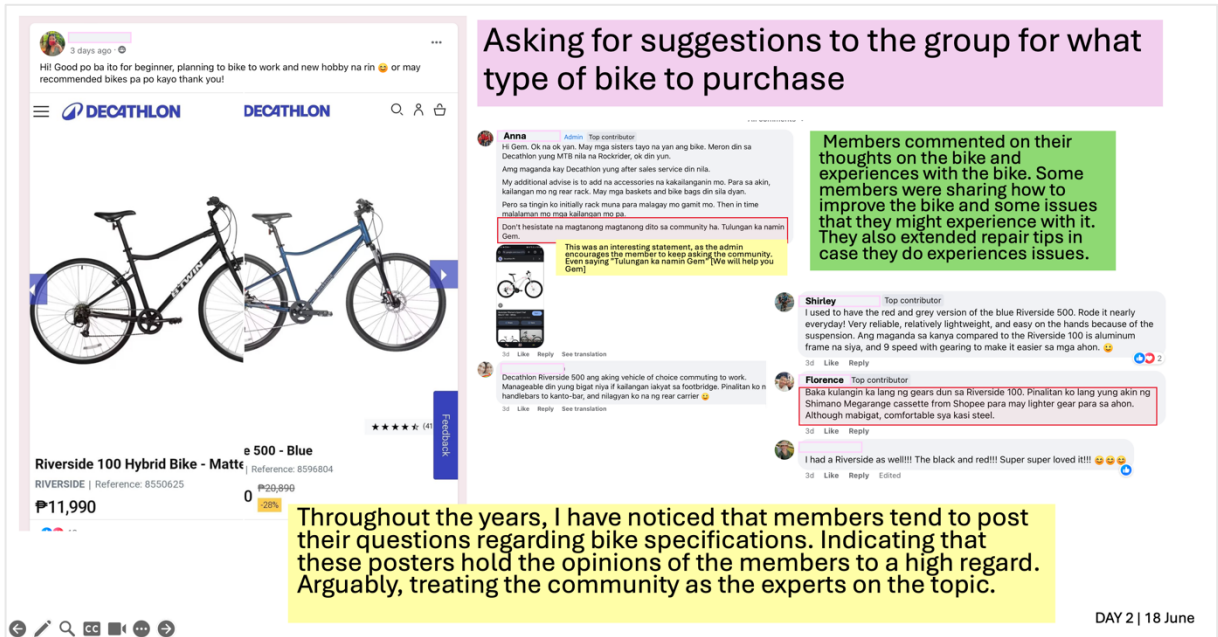 3 days ago ·
Hi! Good po ba ito for beginner, planning to bike to work and new hobby na rin 😊 or may
recommended bikes pa po kayo thank you!
DECATHLON
DECATHLON
★★★★★ (41
Feedback
Riverside 100 Hybrid Bike - Matte
RIVERSIDE | Reference: 8550625
₱11,990
e 500 - Blue
| Reference: 8596804
0 ₱20,890
-28%
Asking for suggestions to the group for what
type of bike to purchase
Anna Admin Top contributor
Hi Gem. Ok na ok yan. May mga sisters tayo na yan ang bike. Meron din sa
Decathlon yung MTB nila na Rockrider, ok din yun.
Amg maganda kay Decathlon yung after sales service din nila.
My additional advise is to add na accessories na kakailanganin mo. Para sa akin,
kailangan mo ng rear rack. May mga baskets and bike bags din sila dyan.
Pero sa tingin ko initially rack muna para malagay mo gamit mo. Then in time
malalaman mo mga kailangan mo pa.
Don't hesistate na magtanong magtanong dito sa community ha. Tulungan ka namin
Gem.
This was an interesting statement, as the admin
encourages the member to keep asking the community.
Even saying "Tulungan ka namin Gem" [We will help you
Gem]
3d Like Reply See translation
Decathlon Riverside 500 ang aking vehicle of choice commuting to work.
Manageable din yung bigat niya if kailangan iakyat sa footbridge. Pinalitan ko n
handlebars to kanto-bar, and nilagyan ko na ng rear carrier 😊
3d Like Reply See translation
Members commented on their
thoughts on the bike and
experiences with the bike. Some
members were sharing how to
improve the bike and some issues
that they might experience with it.
They also extended repair tips in
case they do experiences issues.
Shirley Top contributor
I used to have the red and grey version of the blue Riverside 500. Rode it nearly
everyday! Very reliable, relatively lightweight, and easy on the hands because of the
suspension. Ang maganda sa kanya compared to the Riverside 100 is aluminum
frame na siya, and 9 speed with gearing to make it easier sa mga ahon. 😉
3d Like Reply
2
Florence Top contributor
Baka kulangin ka lang ng gears dun sa Riverside 100. Pinalitan ko lang yung akin ng
Shimano Megarange cassette from Shopee para may lighter gear para sa ahon.
Although mabigat, comfortable sya kasi steel.
3d Like Reply
I had a Riverside as well!!! The black and red!!! Super super loved it!!! 😊😊😊
3d Like Reply Edited
Throughout the years, I have noticed that members tend to post
their questions regarding bike specifications. Indicating that
these posters hold the opinions of the members to a high regard.
Arguably, treating the community as the experts on the topic.
CC
DAY 2 | 18 June